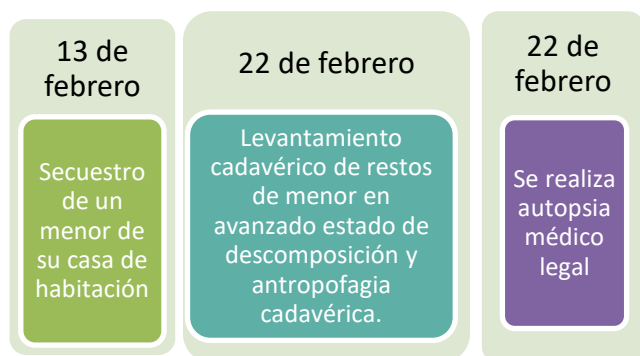 13 de
febrero
Secuestro
de un
menor de
su casa de
habitación
22 de febrero
Levantamiento
cadavérico de restos
de menor en
avanzado estado de
descomposición y
antropofagia
cadavérica.
22 de
febrero
Se realiza
autopsia
médico
legal